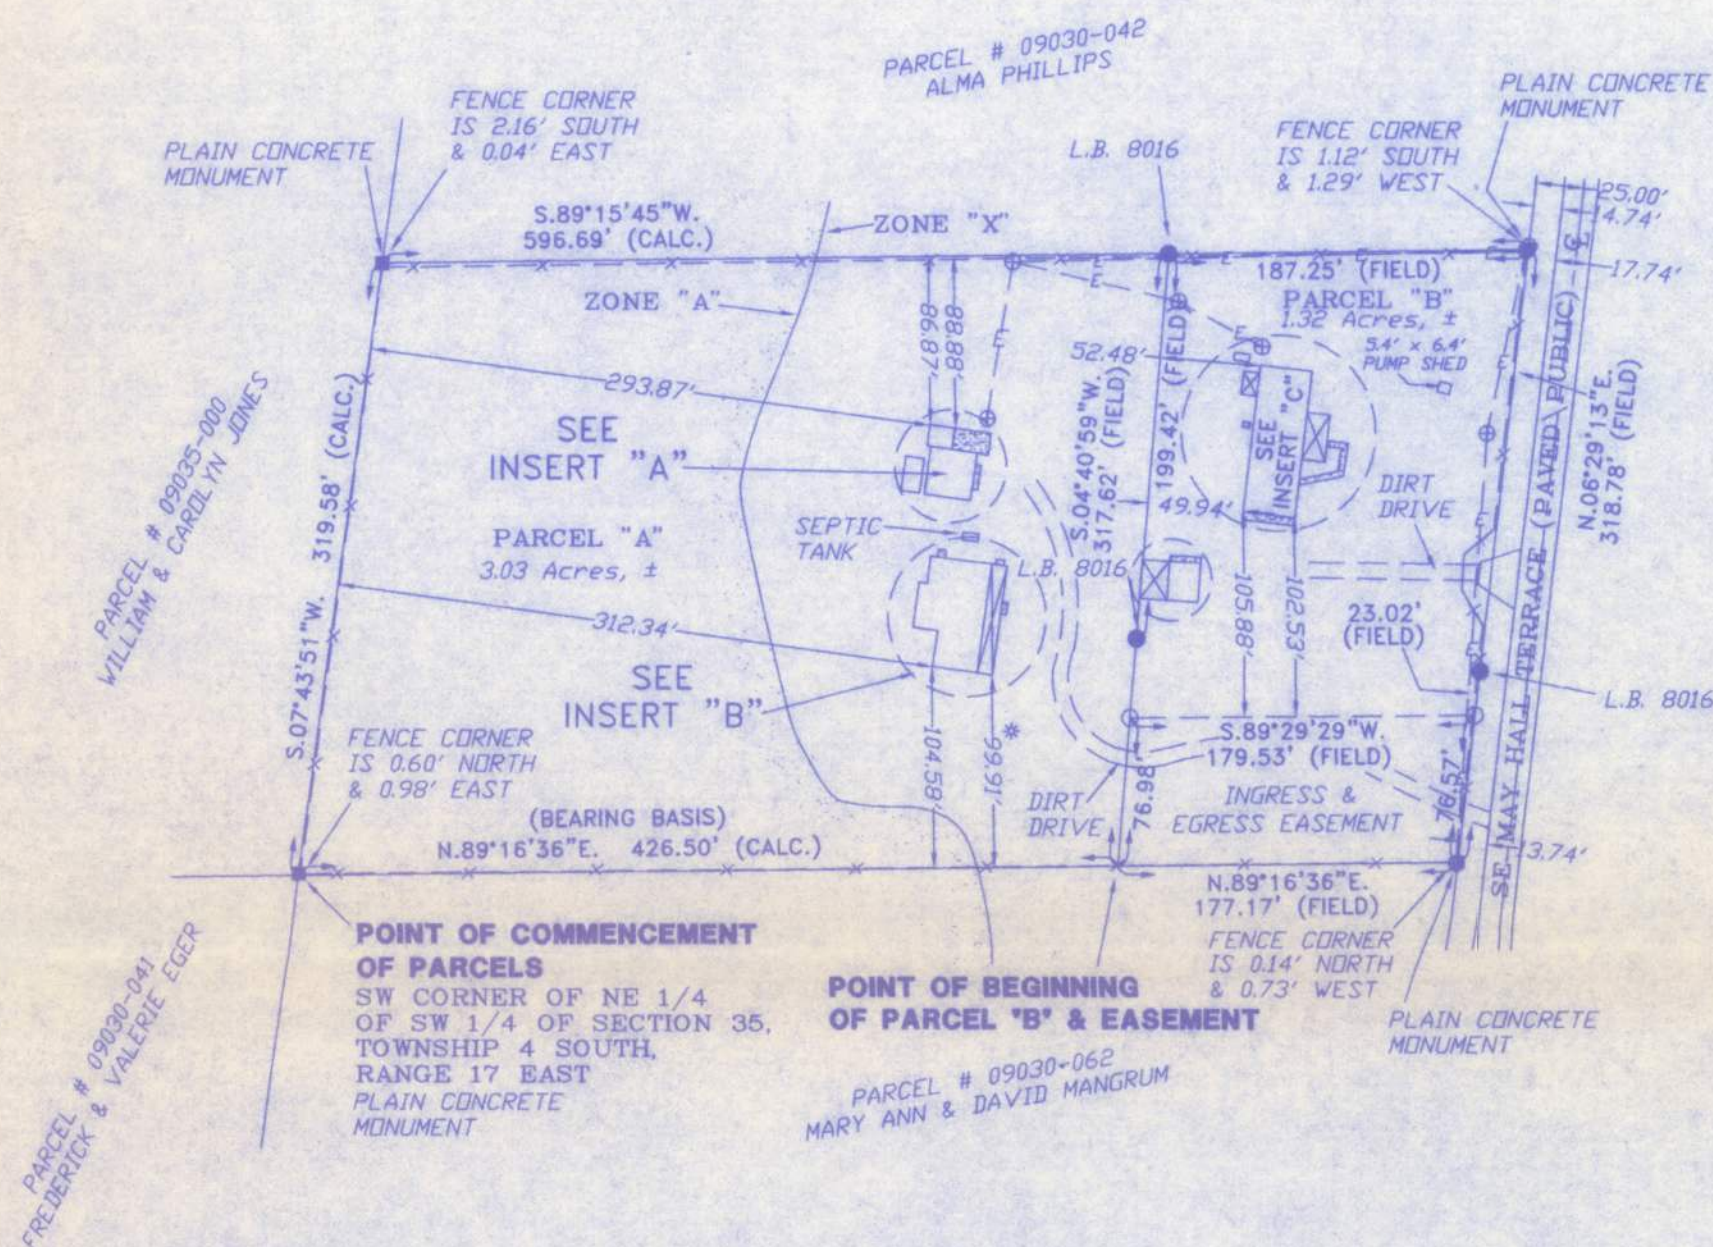 PARCEL # 09030-042
ALMA PHILLIPS
PLAIN CONCRETE
MONUMENT
FENCE CORNER
IS 2.16' SOUTH
& 0.04' EAST
PLAIN CONCRETE
MONUMENT
L.B. 8016
FENCE CORNER
IS 1.12' SOUTH
& 1.29' WEST
25.00'
4.74'
17.74'
S.89°15'45"W.
596.69' (CALC.)
ZONE "X"
ZONE "A"
187.25' (FIELD)
PARCEL "B"
1.32 Acres, ±
5.4' x 6.4'
PUMP SHED
86.87'
88.88'
52.48'
293.87'
SEE
INSERT "A"
S.04°40'59"W.
317.62' (FIELD)
199.42' (FIELD)
SEE
INSERT "C"
49.94'
DIRT
DRIVE
SE MAY HALL TERRACE (PAVED PUBLIC)
N.06°29'13"E.
318.78' (FIELD)
PARCEL # 09035-000
WILLIAM & CAROLYN JONES
S.07°43'51"W. 319.58' (CALC.)
PARCEL "A"
3.03 Acres, ±
SEPTIC
TANK
L.B. 8016
105.88'
102.53'
23.02'
(FIELD)
312.34'
SEE
INSERT "B"
L.B. 8016
FENCE CORNER
IS 0.60' NORTH
& 0.98' EAST
104.58'
99.91' *
S.89°29'29"W.
179.53' (FIELD)
76.98'
76.57'
DIRT
DRIVE
INGRESS &
EGRESS EASEMENT
(BEARING BASIS)
N.89°16'36"E. 426.50' (CALC.)
13.74'
N.89°16'36"E.
177.17' (FIELD)
POINT OF COMMENCEMENT
OF PARCELS
SW CORNER OF NE 1/4
OF SW 1/4 OF SECTION 35,
TOWNSHIP 4 SOUTH,
RANGE 17 EAST
PLAIN CONCRETE
MONUMENT
POINT OF BEGINNING
OF PARCEL "B" & EASEMENT
FENCE CORNER
IS 0.14' NORTH
& 0.73' WEST
PLAIN CONCRETE
MONUMENT
PARCEL # 09030-062
MARY ANN & DAVID MANGRUM
PARCEL # 09030-041
FREDERICK & VALERIE EGER